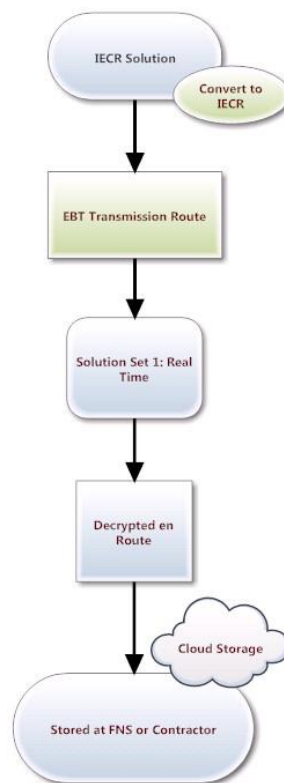 IECR Solution
Convert to
IECR
EBT Transmission Route
Solution Set 1: Real
Time
Decrypted en
Route
Cloud Storage
Stored at FNS or Contractor